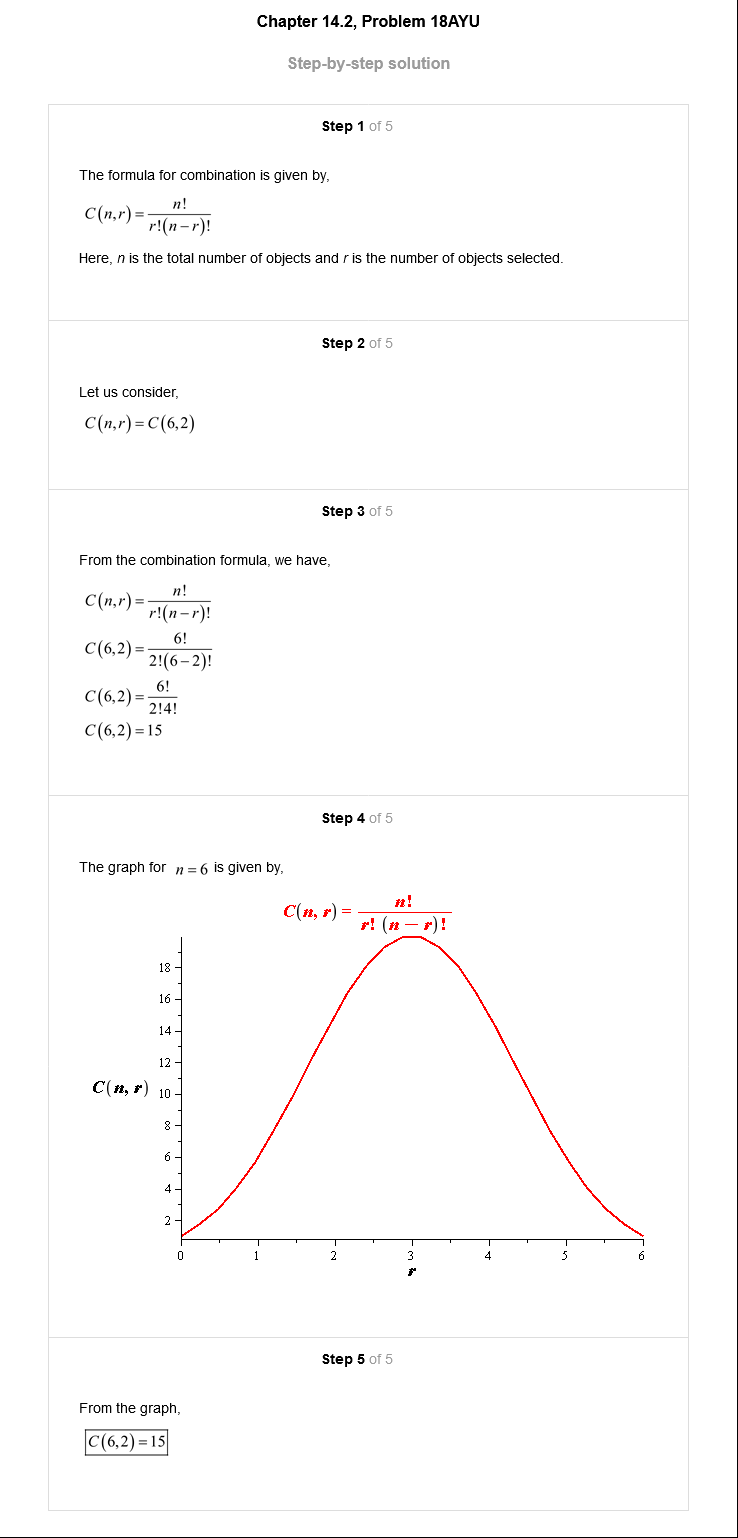 Chapter 14.2, Problem 18AYU
Step-by-step solution
Step 1 of 5
The formula for combination is given by,
C(n,r) = n! / r!(n−r)!
Here, n is the total number of objects and r is the number of objects selected.
Step 2 of 5
Let us consider,
C(n,r) = C(6,2)
Step 3 of 5
From the combination formula, we have,
C(n,r) = n! / r!(n−r)!
C(6,2) = 6! / 2!(6−2)!
C(6,2) = 6! / 2!4!
C(6,2) = 15
Step 4 of 5
The graph for n = 6 is given by,
C(n, r) = n! / r! (n − r)!
18
16
14
12
C(n, r) 10
8
6
4
2
0 1 2 3 4 5 6
r
Step 5 of 5
From the graph,
C(6,2) = 15